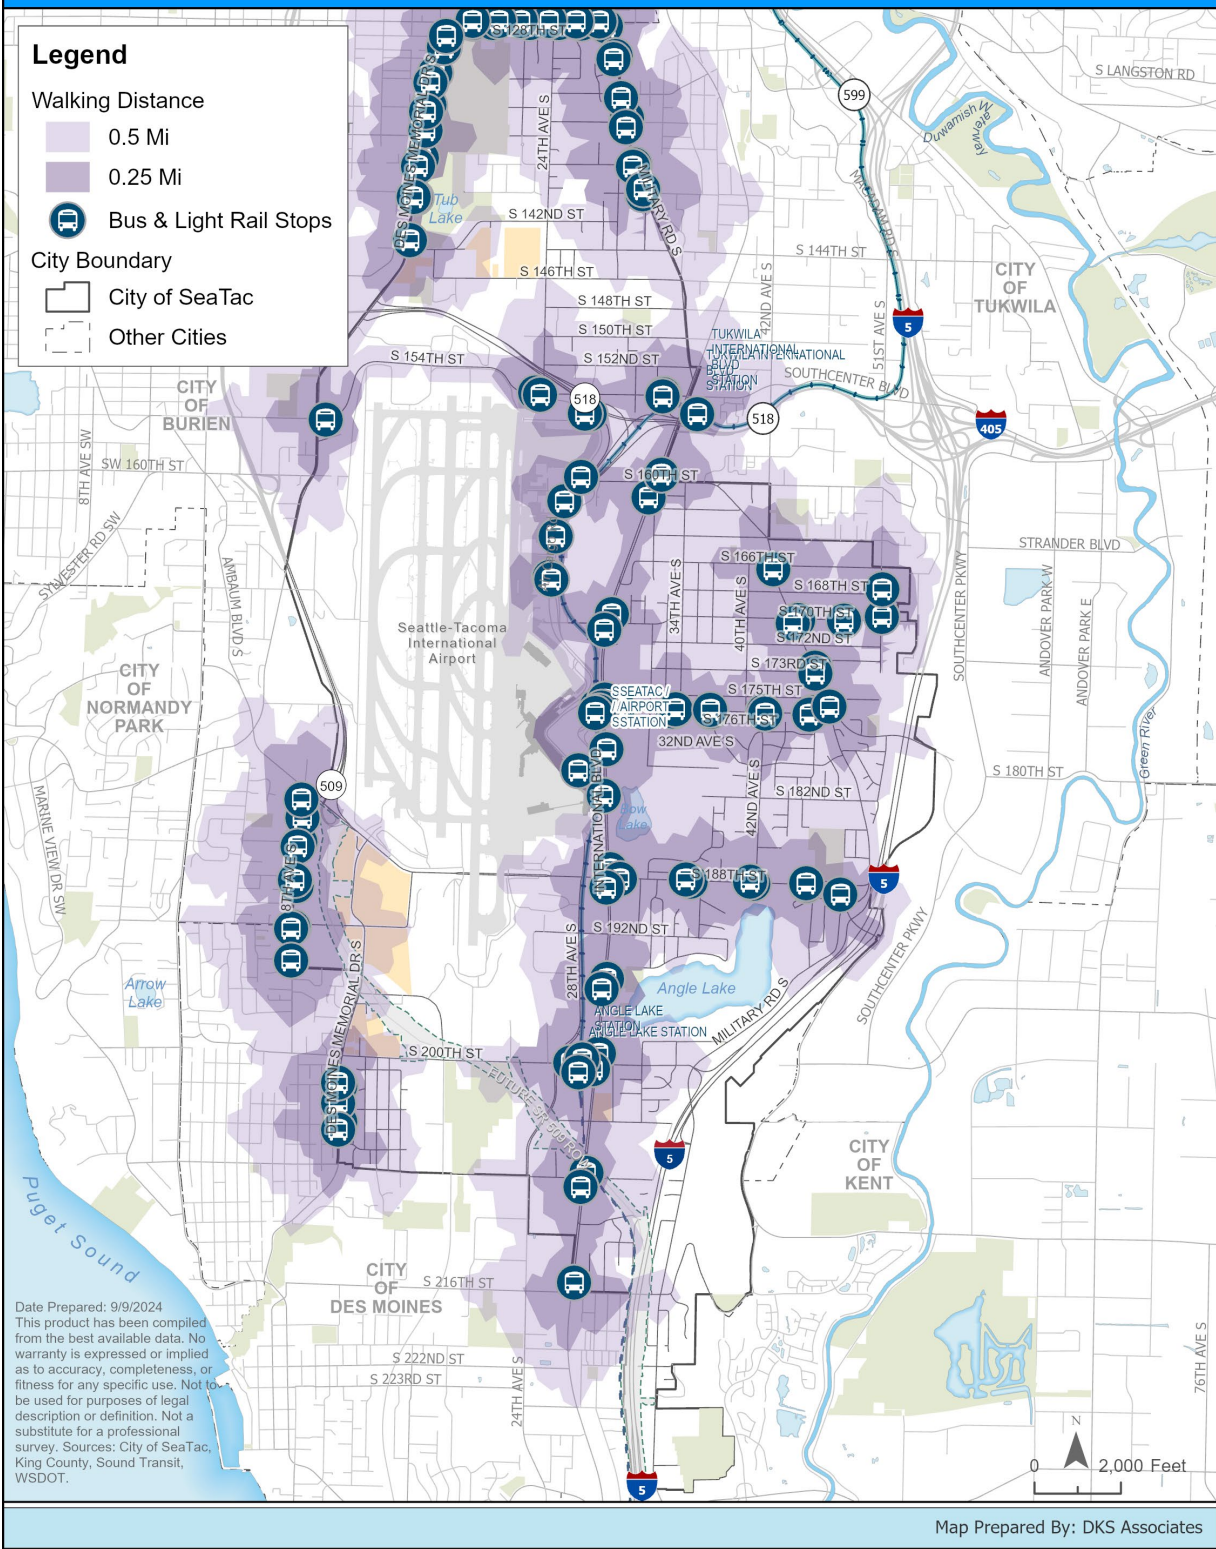 Legend
Walking Distance
0.5 Mi
0.25 Mi
Bus & Light Rail Stops
City Boundary
City of SeaTac
Other Cities
S 128TH ST
S LANGSTON RD
599
Duwamish Waterway
24TH AVE S
DES MOINES MEMORIAL DR S
MILITARY RD S
MACADAM RD S
Tub
Lake
S 142ND ST
S 144TH ST
S 146TH ST
CITY
OF
TUKWILA
42ND AVE S
S 148TH ST
51ST AVE S
5
S 150TH ST
TUKWILA
INTERNATIONAL
BLVD
STATION
TUKWILA INTERNATIONAL
BLVD
STATION
S 154TH ST
S 152ND ST
SOUTHCENTER BLVD
CITY
OF
BURIEN
518
518
405
8TH AVE SW
SW 160TH ST
S 160TH ST
SYLVESTER RD SW
STRANDER BLVD
S 166TH ST
AMBAUM BLVD S
34TH AVE S
40TH AVE S
S 168TH ST
SOUTHCENTER PKWY
ANDOVER PARK W
ANDOVER PARK E
S 170TH ST
S 172ND ST
Seattle-Tacoma
International
Airport
S 173RD ST
CITY
OF
NORMANDY
PARK
S 175TH ST
SEATAC /
AIRPORT
STATION
S 176TH ST
32ND AVE S
Green River
S 180TH ST
509
INTERNATIONAL BLVD
Bow
Lake
42ND AVE S
S 182ND ST
MARINE VIEW DR SW
8TH AVE S
S 188TH ST
5
S 192ND ST
28TH AVE S
SOUTHCENTER PKWY
Arrow
Lake
Angle Lake
DES MOINES MEMORIAL DR S
ANGLE LAKE
STATION
ANGLE LAKE STATION
MILITARY RD S
S 200TH ST
FUTURE SR 509 ROW
5
CITY
OF
KENT
Puget Sound
CITY
OF
DES MOINES
S 216TH ST
S 222ND ST
S 223RD ST
24TH AVE S
76TH AVE S
Date Prepared: 9/9/2024
This product has been compiled
from the best available data. No
warranty is expressed or implied
as to accuracy, completeness, or
fitness for any specific use. Not to
be used for purposes of legal
description or definition. Not a
substitute for a professional
survey. Sources: City of SeaTac,
King County, Sound Transit,
WSDOT.
N
0 2,000 Feet
5
Map Prepared By: DKS Associates